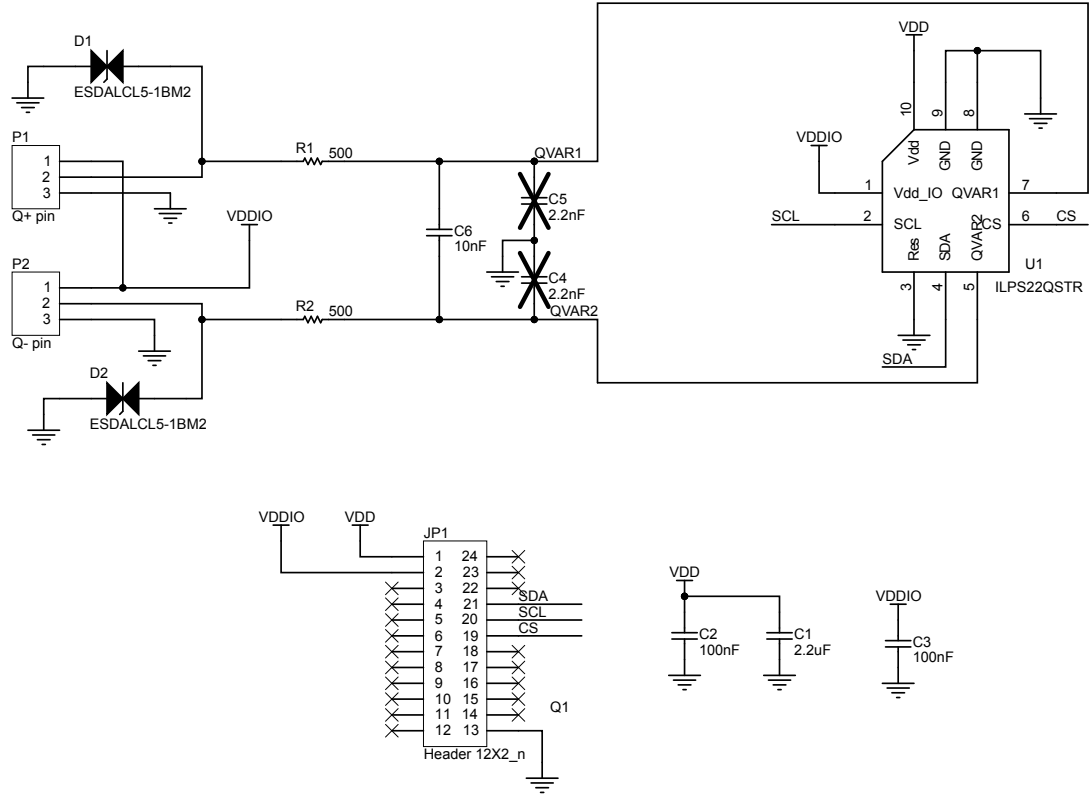 D1
ESDALCL5-1BM2
P1
1
2
3
Q+ pin
VDDIO
P2
1
2
3
Q- pin
D2
ESDALCL5-1BM2
R1 500
R2 500
C6
10nF
QVAR1
C5
2.2nF
C4
2.2nF
QVAR2
VDD
VDDIO
10 9 8
Vdd GND GND
1 Vdd_IO QVAR1 7
SCL 2 SCL CS 6 CS
Res SDA QVAR2
3 4 5
U1
ILPS22QSTR
SDA
VDDIO VDD
JP1
1 24
2 23
3 22
4 21 SDA
5 20 SCL
6 19 CS
7 18
8 17
9 16
10 15
11 14
12 13
Q1
Header 12X2_n
VDD
C2
100nF
C1
2.2uF
VDDIO
C3
100nF